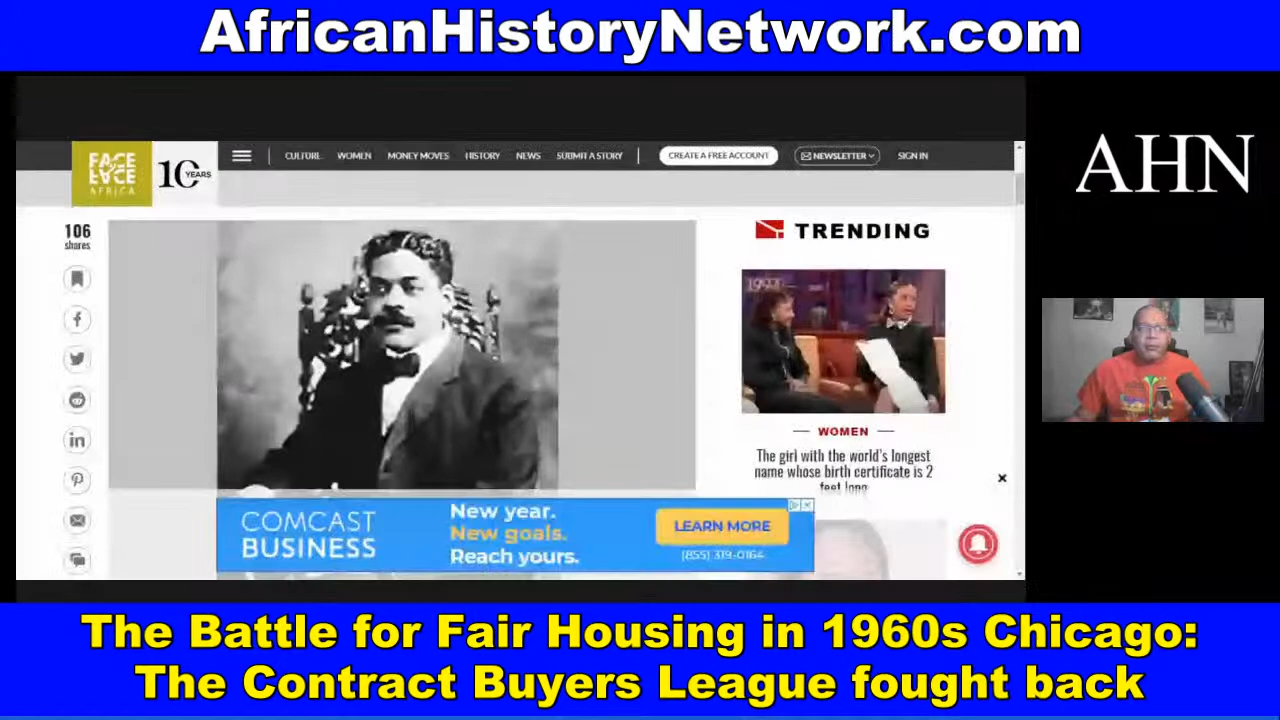 AfricanHistoryNetwork.com
FACE
AFRICA
10 YEARS
CULTURE WOMEN MONEY MOVES HISTORY NEWS SUBMIT A STORY CREATE A FREE ACCOUNT NEWSLETTER SIGN IN
AHN
106
shares
TRENDING
WOMEN
The girl with the world's longest
name whose birth certificate is 2
feet long
COMCAST
BUSINESS
New year.
New goals.
Reach yours.
LEARN MORE
(855) 319-0164
The Battle for Fair Housing in 1960s Chicago:
The Contract Buyers League fought back